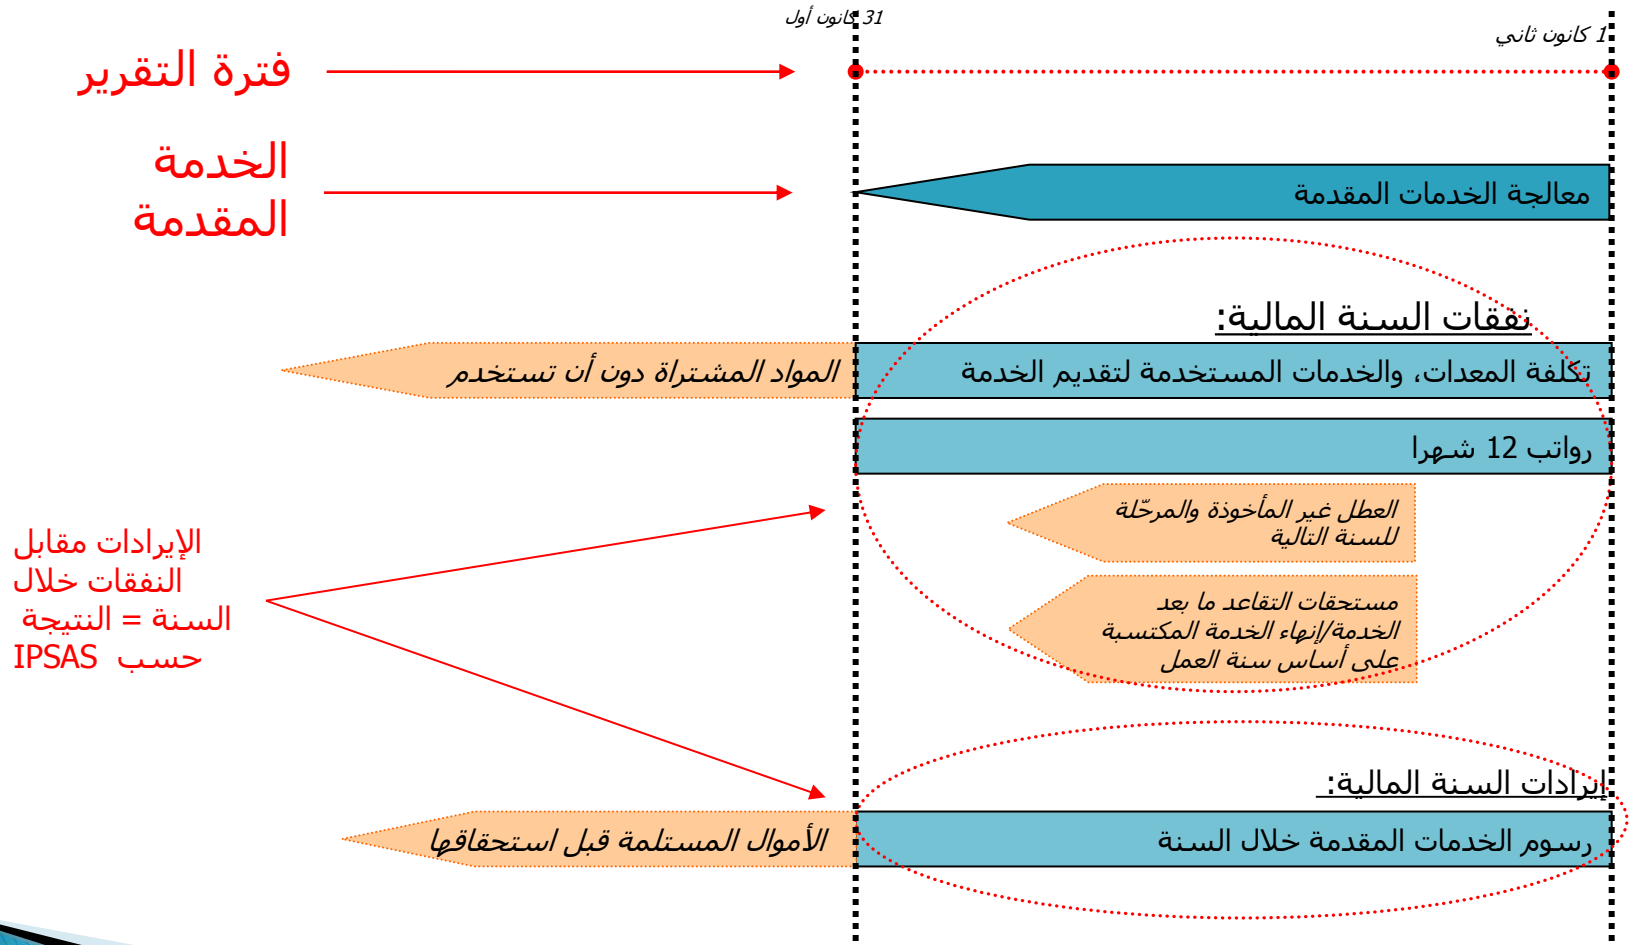 1 كانون ثاني
31 كانون أول
فترة التقرير
الخدمة
المقدمة
معالجة الخدمات المقدمة
نفقات السنة المالية:
تكلفة المعدات، والخدمات المستخدمة لتقديم الخدمة
المواد المشتراة دون أن تستخدم
رواتب 12 شهرا
العطل غير المأخوذة والمرحّلة
للسنة التالية
مستحقات التقاعد ما بعد
الخدمة/إنهاء الخدمة المكتسبة
على أساس سنة العمل
الإيرادات مقابل
النفقات خلال
السنة = النتيجة
حسب IPSAS
إيرادات السنة المالية:
رسوم الخدمات المقدمة خلال السنة
الأموال المستلمة قبل استحقاقها